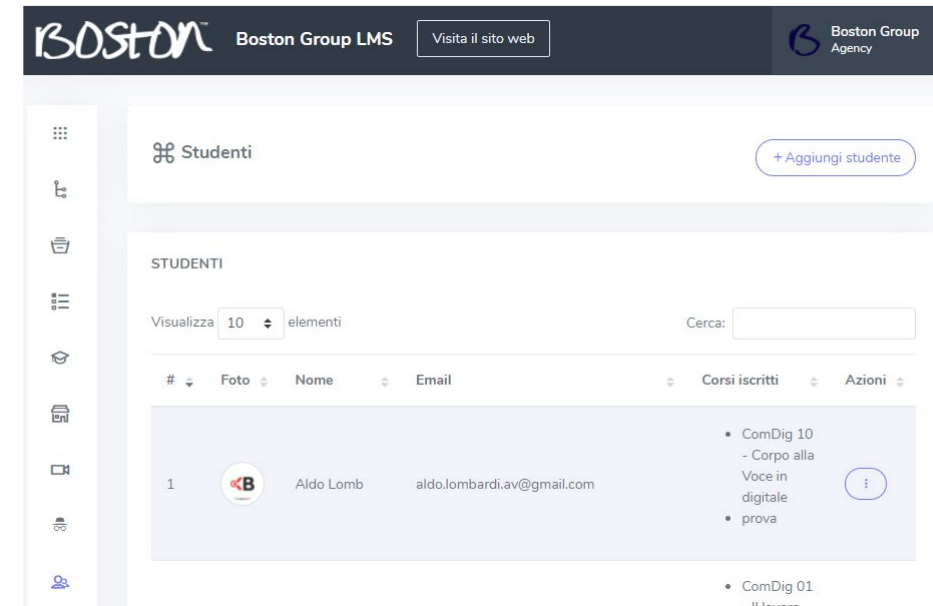 BOSTON™ Boston Group LMS Visita il sito web Boston Group
Agency
Studenti + Aggiungi studente
STUDENTI
Visualizza 10 elementi Cerca:
# Foto Nome Email Corsi iscritti Azioni
1 B Aldo Lomb aldo.lombardi.av@gmail.com
ComDig 10
- Corpo alla
Voce in
digitale
prova
ComDig 01